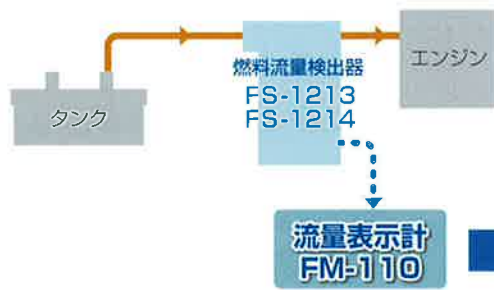 燃料流量検出器
エンジン
FS-1213
FS-1214
タンク
流量表示計
FM-110